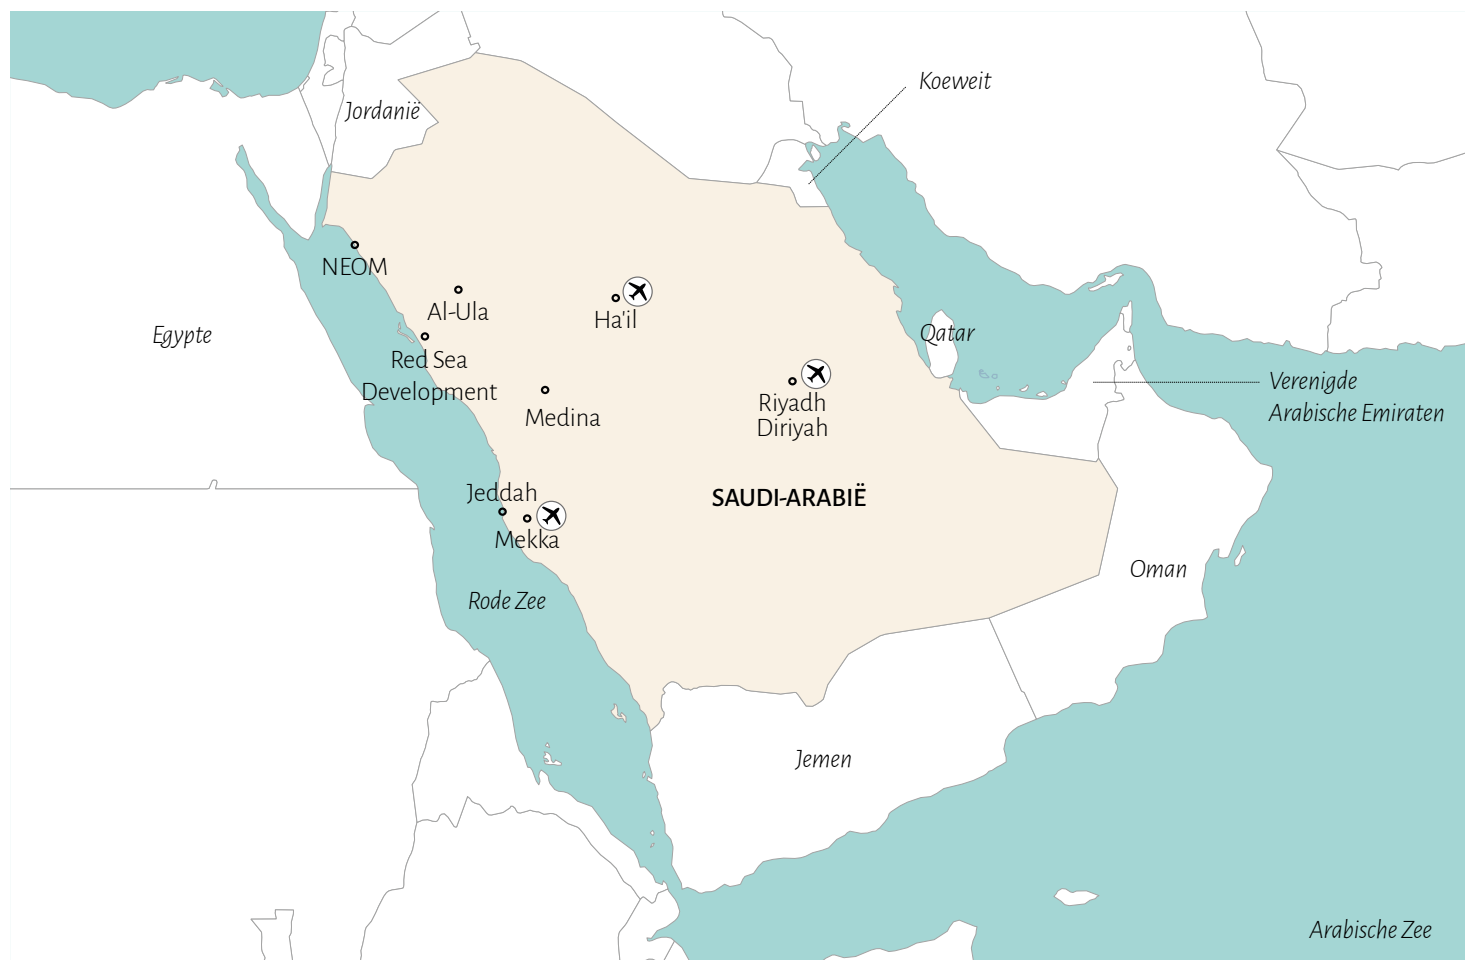 Koeweit
Jordanië
NEOM
Al-Ula
Ha'il
Egypte
Qatar
Red Sea
Development
Medina
Riyadh
Diriyah
Verenigde
Arabische Emiraten
Jeddah
SAUDI-ARABIË
Mekka
Oman
Rode Zee
Jemen
Arabische Zee